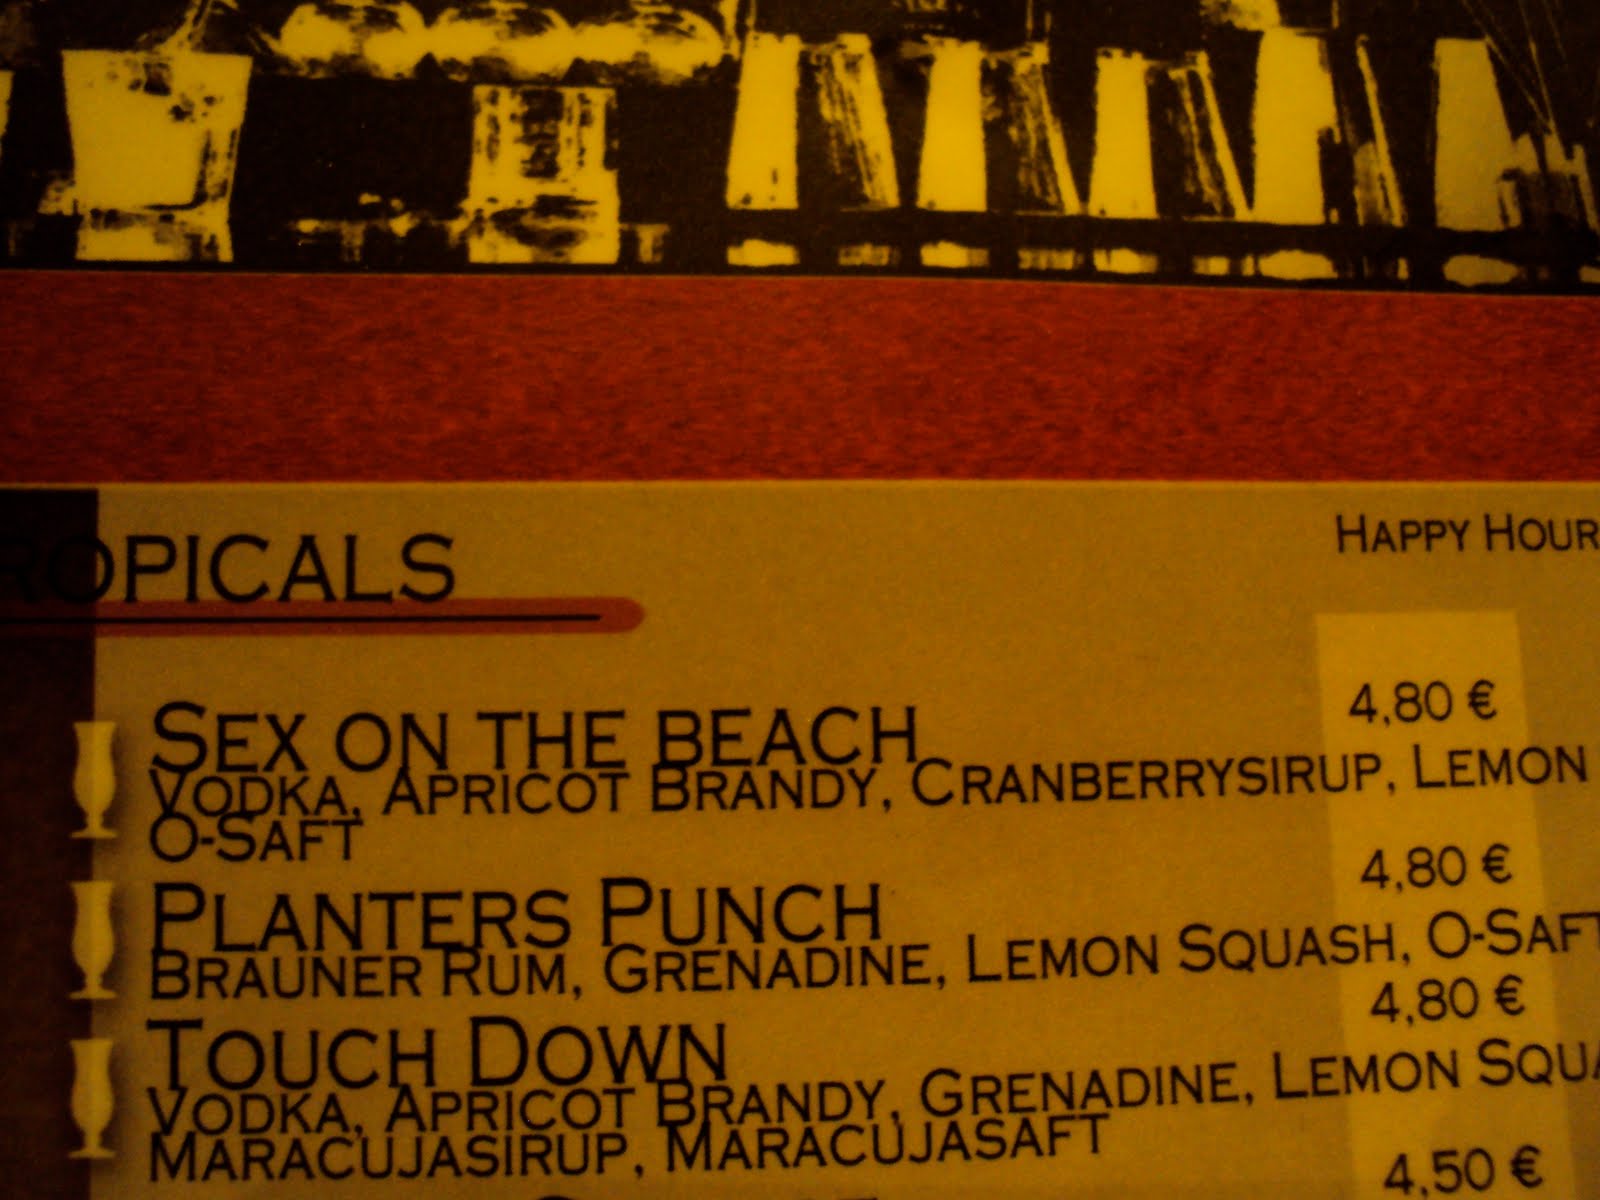 ROPICALS
HAPPY HOUR
SEX ON THE BEACH 4,80 €
VODKA, APRICOT BRANDY, CRANBERRYSIRUP, LEMON
O-SAFT
PLANTERS PUNCH 4,80 €
BRAUNER RUM, GRENADINE, LEMON SQUASH, O-SAFT
TOUCH DOWN 4,80 €
VODKA, APRICOT BRANDY, GRENADINE, LEMON SQUA
MARACUJASIRUP, MARACUJASAFT
4,50 €